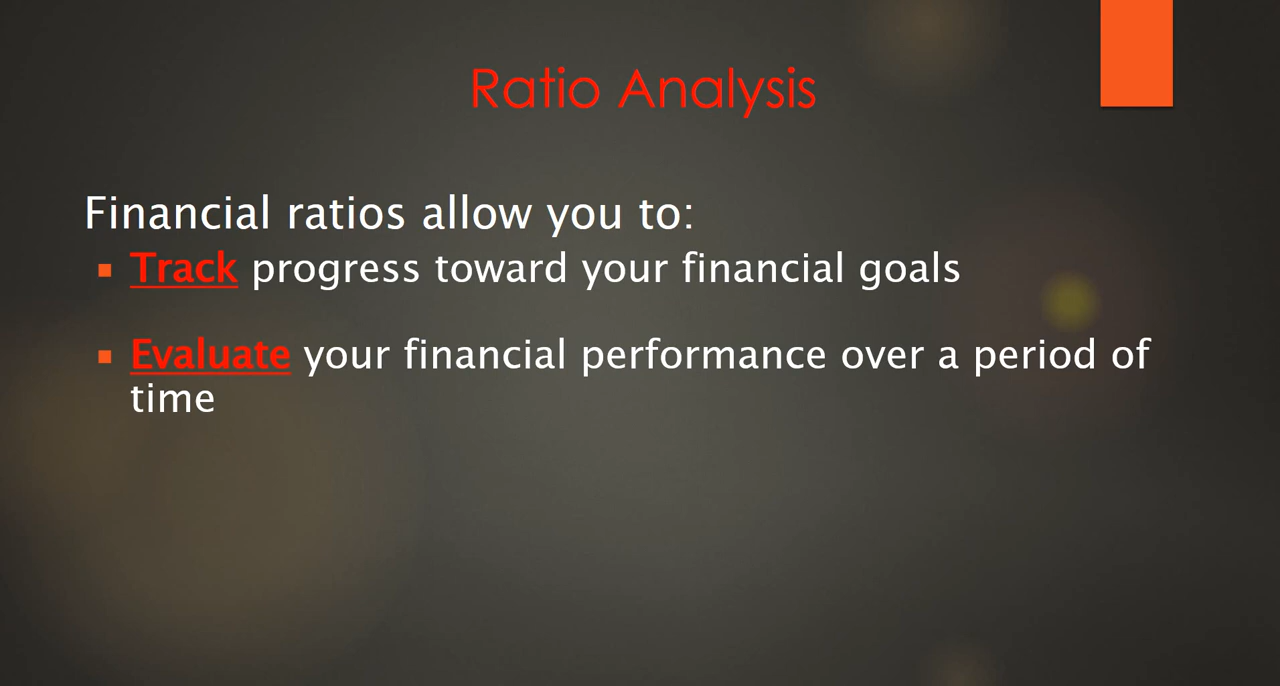 Ratio Analysis
Financial ratios allow you to:
Track progress toward your financial goals
Evaluate your financial performance over a period of
time